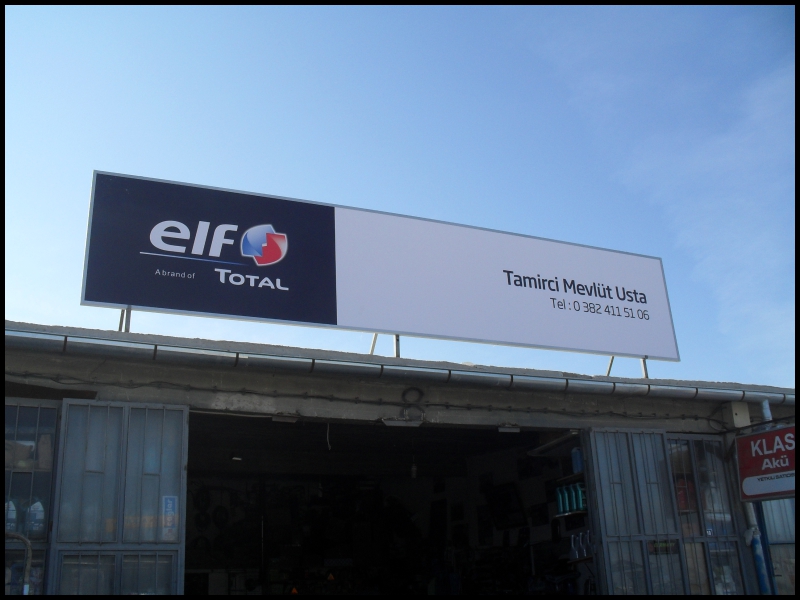 elf
A brand of TOTAL
Tamirci Mevlüt Usta
Tel : 0 382 411 51 06
KLAS
Akü